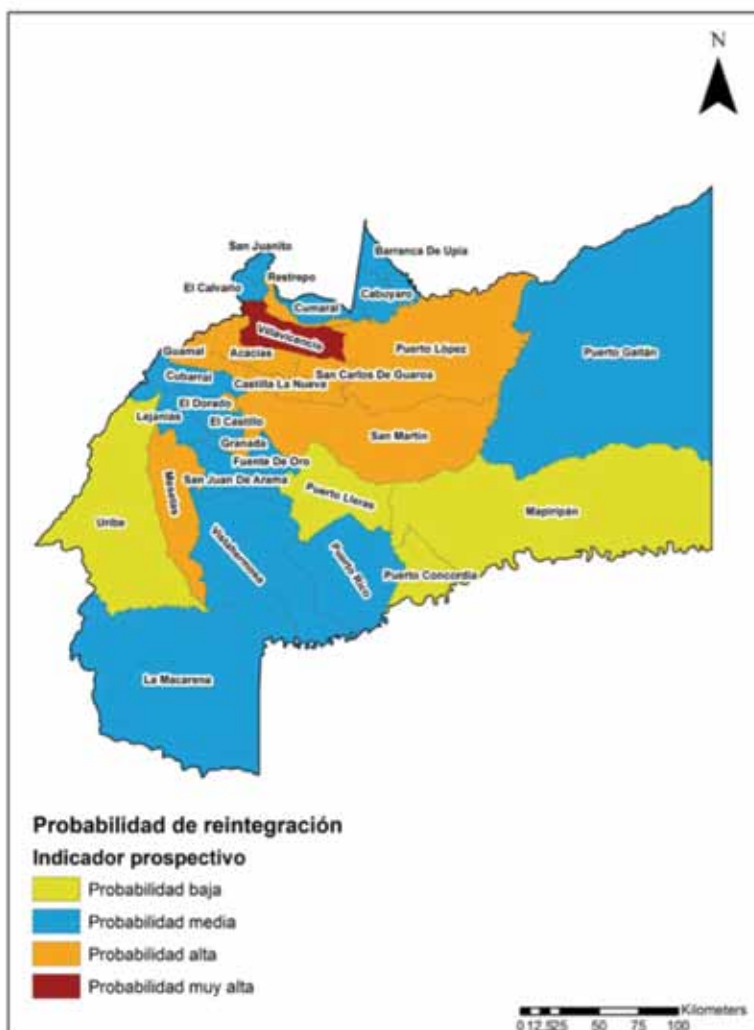 N
San Juanito
Barranca De Upia
Restrepo
El Calvario
Cabuyaro
Cumaral
Villavicencio
Puerto López
Puerto Gaitán
Guamal
Acacias
Cubarral
San Carlos De Guaroa
Castilla La Nueva
El Dorado
Lejanías
El Castillo
San Martín
Granada
Fuente De Oro
San Juan De Arama
Mesetas
Puerto Lleras
Mapiripán
Uribe
Vistahermosa
Puerto Rico
Puerto Concordia
La Macarena
Probabilidad de reintegración
Indicador prospectivo
Probabilidad baja
Probabilidad media
Probabilidad alta
Probabilidad muy alta
Kilometers
0 12.525 50 75 100